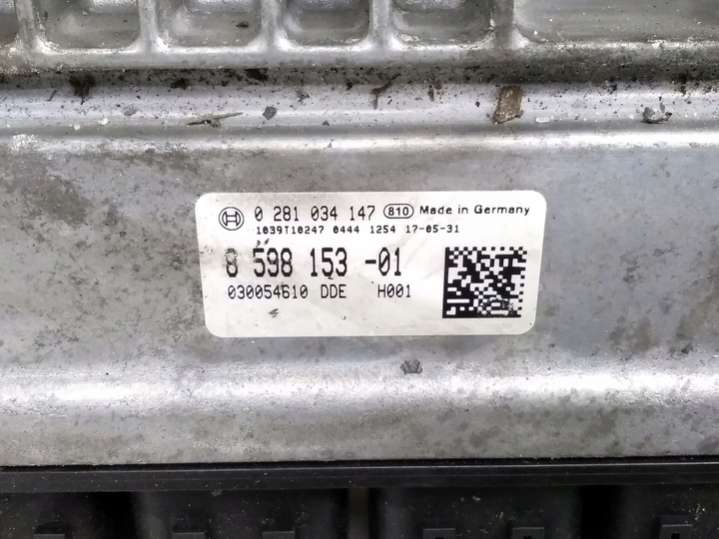 0 281 034 147 810 Made in Germany
1039T10247 0444 1254 17-05-31
8 598 153 -01
030054610 DDE H001